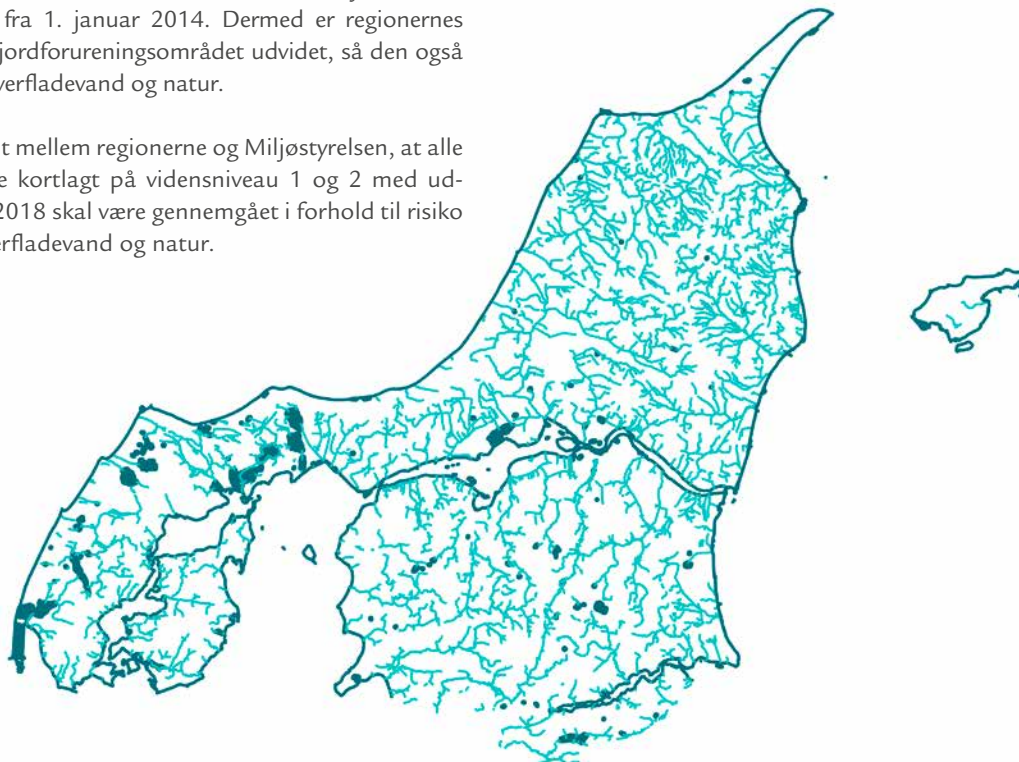 fra 1. januar 2014. Dermed er regionernes
jordforureningsområdet udvidet, så den også
verfladevand og natur.
t mellem regionerne og Miljøstyrelsen, at alle
e kortlagt på vidensniveau 1 og 2 med ud-
2018 skal være gennemgået i forhold til risiko
erfladevand og natur.